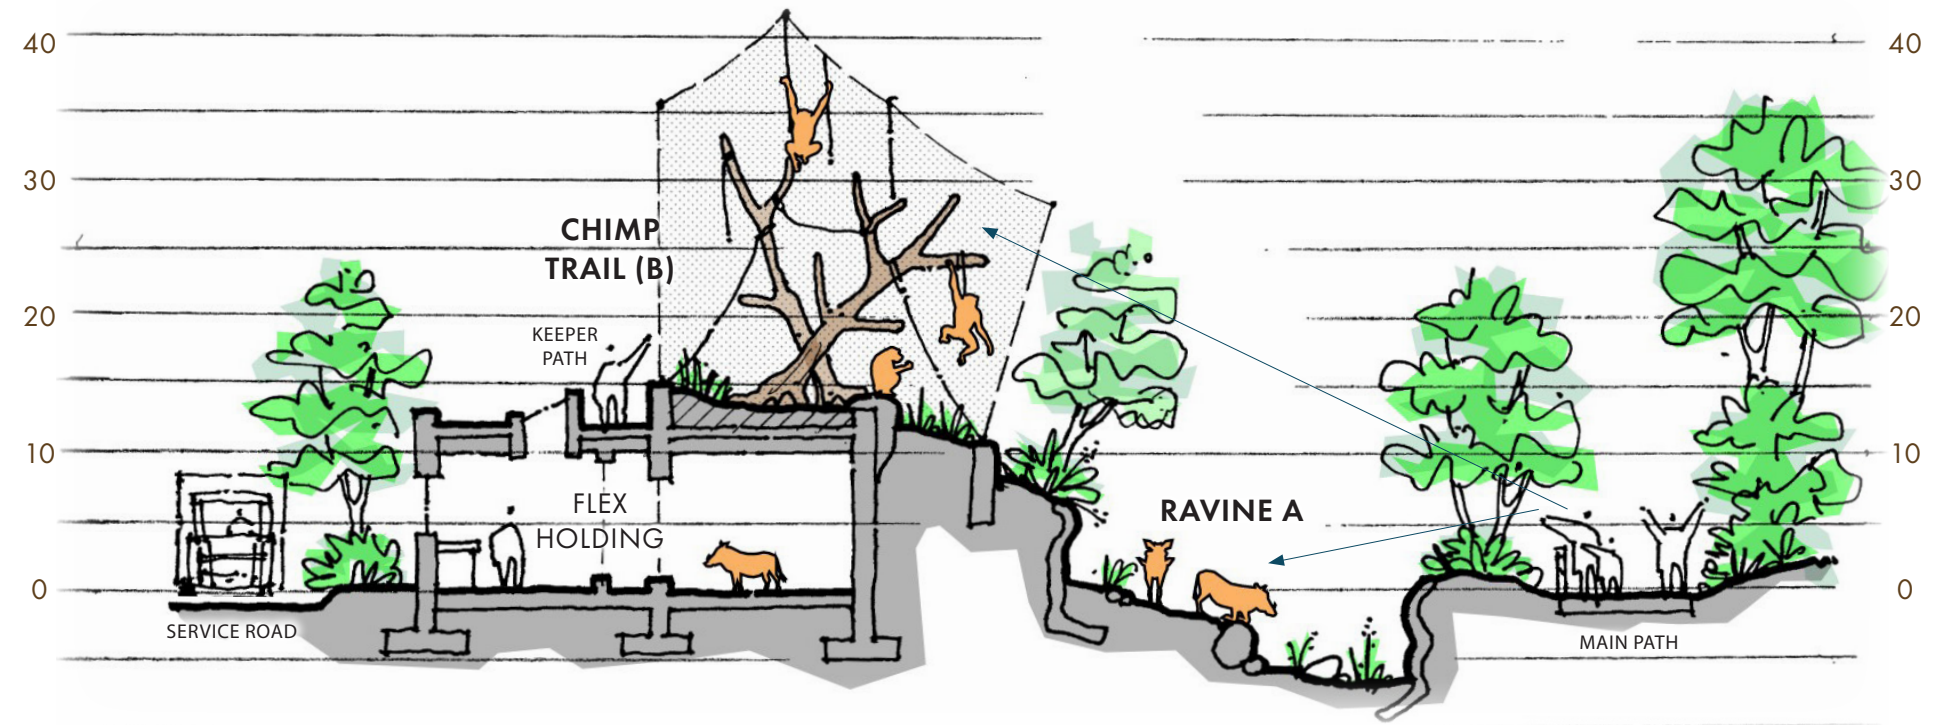 40
40
30
30
CHIMP
TRAIL (B)
20
20
KEEPER
PATH
10
10
FLEX
HOLDING
RAVINE A
0
0
SERVICE ROAD
MAIN PATH